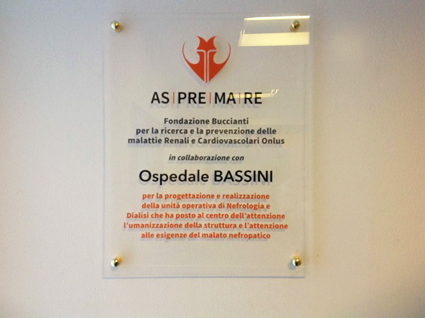 AS|PRE|MA|RE
Fondazione Buccianti
per la ricerca e la prevenzione delle
malattie Renali e Cardiovascolari Onlus
in collaborazione con
Ospedale BASSINI
per la progettazione e realizzazione
della unità operativa di Nefrologia e
Dialisi che ha posto al centro dell'attenzione
l'umanizzazione della struttura e l'attenzione
alle esigenze del malato nefropatico